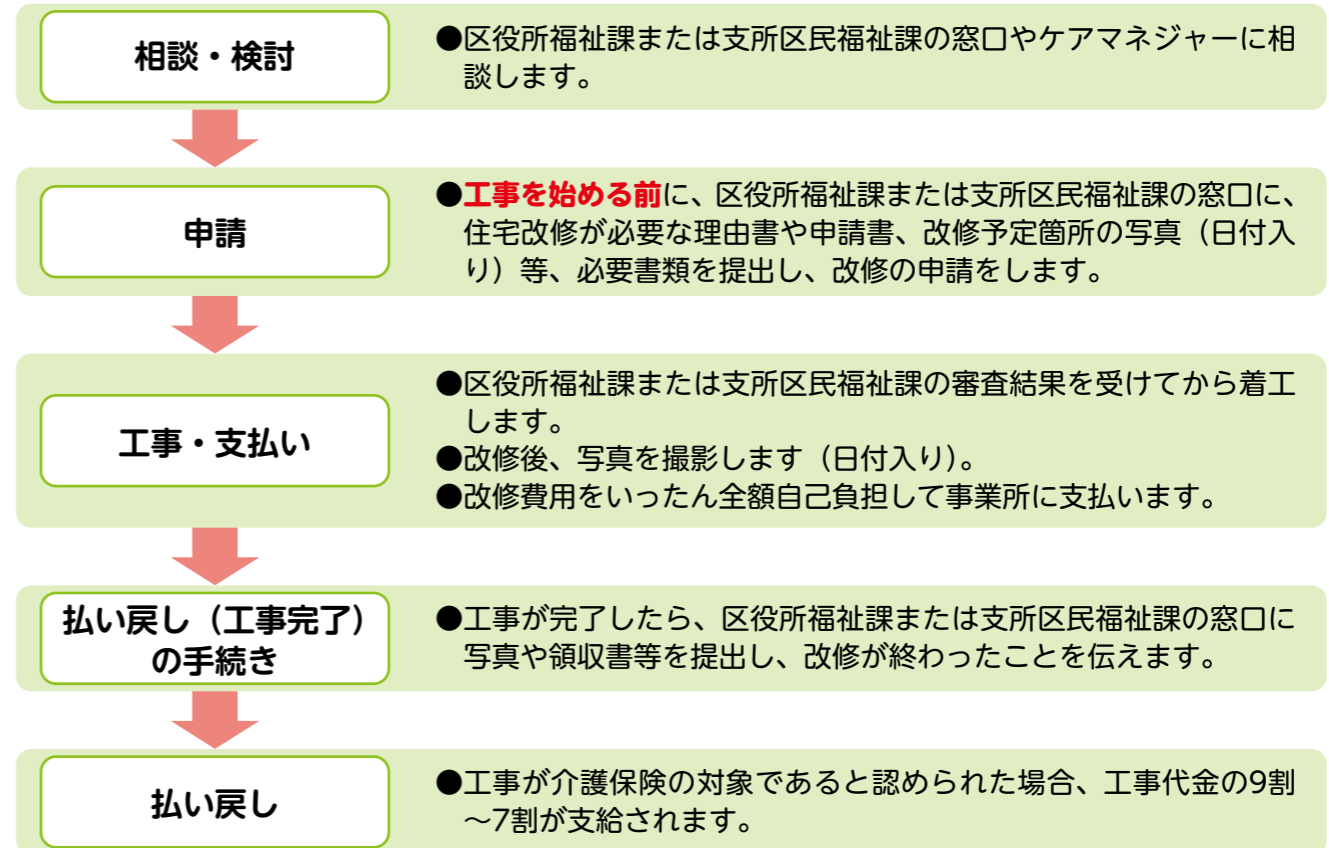 相談・検討
●区役所福祉課または支所区民福祉課の窓口やケアマネジャーに相
談します。
申請
●工事を始める前に、区役所福祉課または支所区民福祉課の窓口に、
住宅改修が必要な理由書や申請書、改修予定箇所の写真（日付入
り）等、必要書類を提出し、改修の申請をします。
工事・支払い
●区役所福祉課または支所区民福祉課の審査結果を受けてから着工
します。
●改修後、写真を撮影します（日付入り）。
●改修費用をいったん全額自己負担して事業所に支払います。
払い戻し（工事完了）
の手続き
●工事が完了したら、区役所福祉課または支所区民福祉課の窓口に
写真や領収書等を提出し、改修が終わったことを伝えます。
払い戻し
●工事が介護保険の対象であると認められた場合、工事代金の9割
～7割が支給されます。